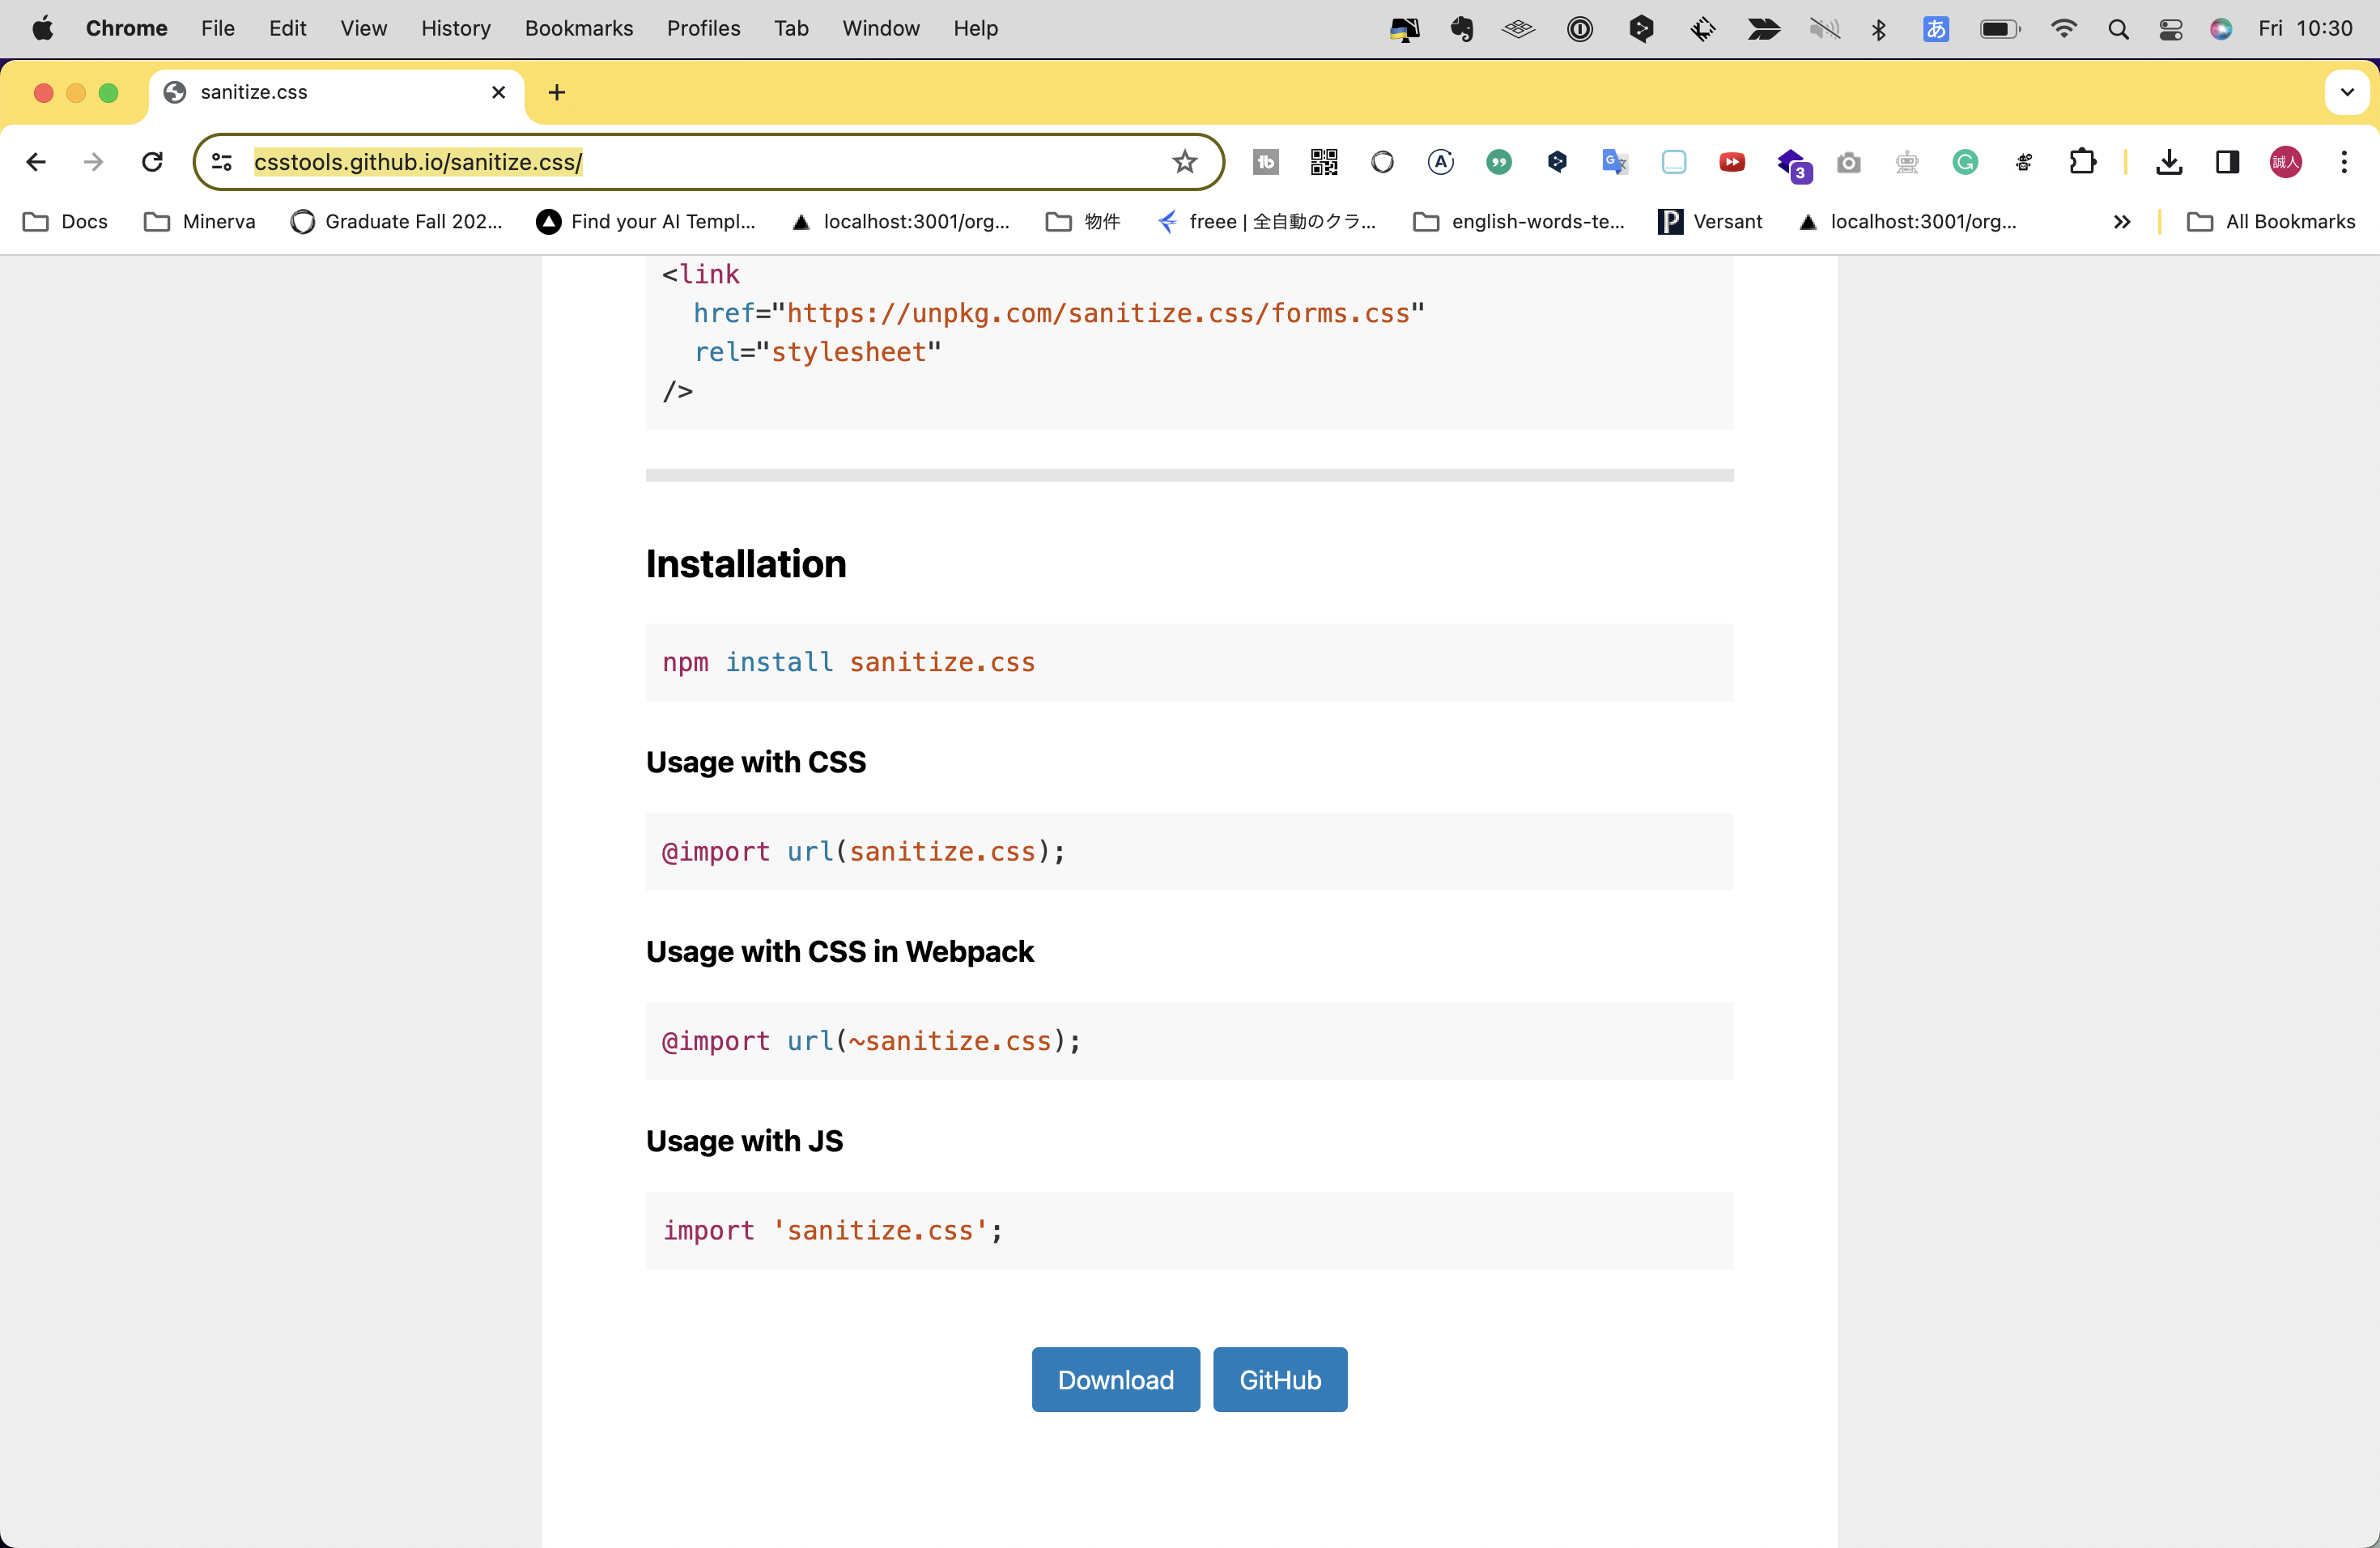 Chrome File Edit View History Bookmarks Profiles Tab Window Help あ Fri 10:30
sanitize.css
csstools.github.io/sanitize.css/ 3 誠人
Docs Minerva Graduate Fall 202... Find your AI Templ... localhost:3001/org... 物件 freee | 全自動のクラ... english-words-te... Versant localhost:3001/org... All Bookmarks
<link
href="https://unpkg.com/sanitize.css/forms.css"
rel="stylesheet"
/>
Installation
npm install sanitize.css
Usage with CSS
@import url(sanitize.css);
Usage with CSS in Webpack
@import url(~sanitize.css);
Usage with JS
import 'sanitize.css';
Download GitHub